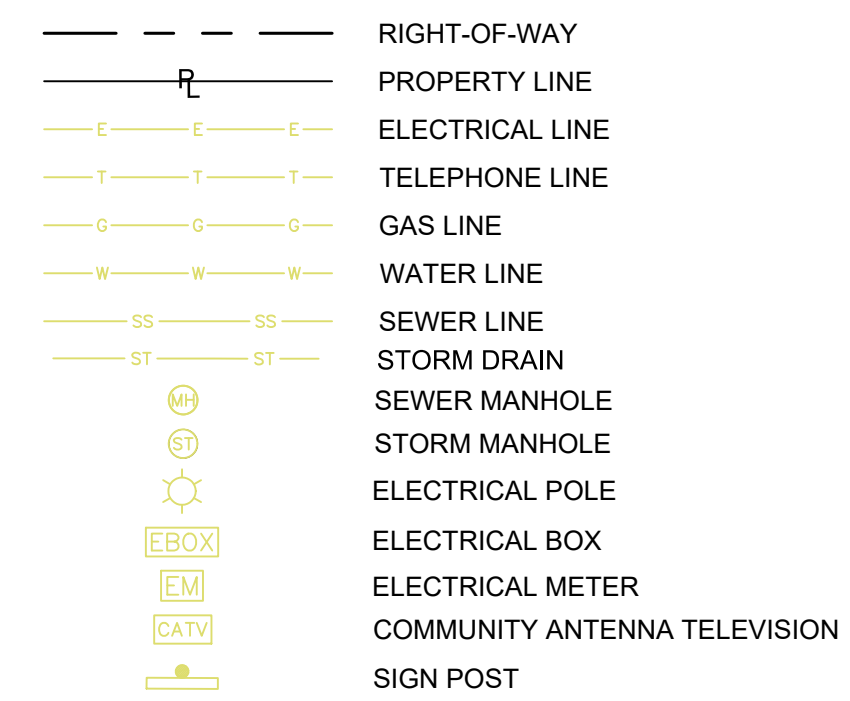 RIGHT-OF-WAY
PL PROPERTY LINE
E E E ELECTRICAL LINE
T T T TELEPHONE LINE
G G G GAS LINE
W W W WATER LINE
SS SS SEWER LINE
ST ST STORM DRAIN
MH SEWER MANHOLE
ST STORM MANHOLE
ELECTRICAL POLE
EBOX ELECTRICAL BOX
EM ELECTRICAL METER
CATV COMMUNITY ANTENNA TELEVISION
SIGN POST